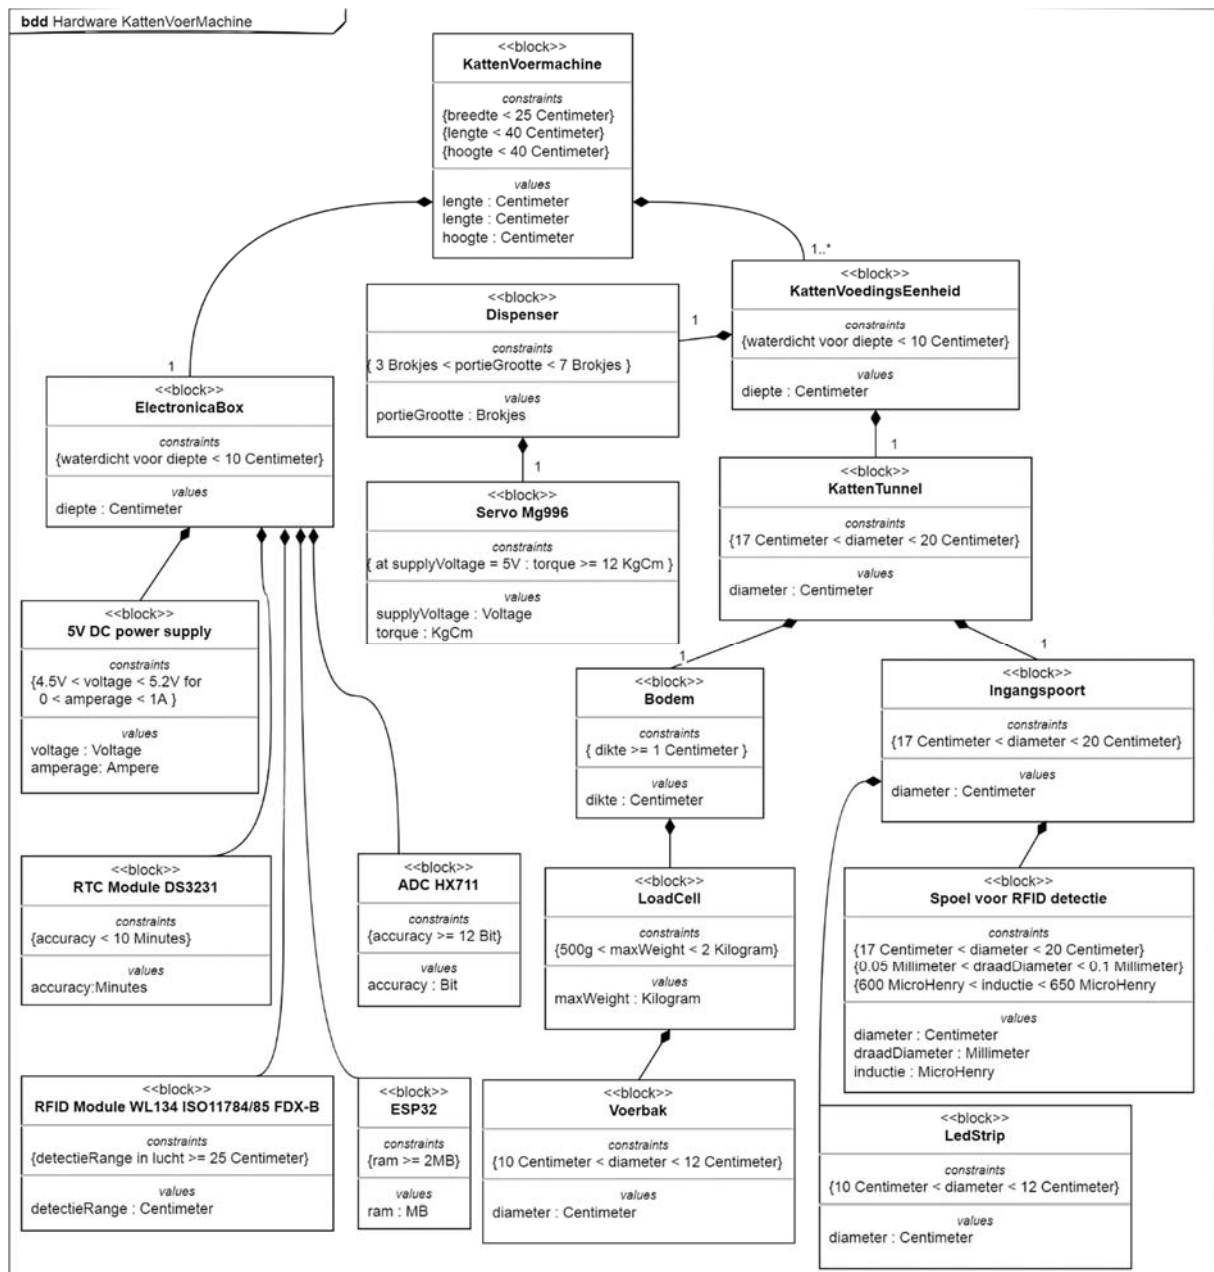 bdd Hardware KattenVoerMachine
<<block>>
KattenVoermachine
constraints
{breedte < 25 Centimeter}
{lengte < 40 Centimeter}
{hoogte < 40 Centimeter}
values
lengte : Centimeter
lengte : Centimeter
hoogte : Centimeter
1..*
1
<<block>>
KattenVoedingsEenheid
constraints
{waterdicht voor diepte < 10 Centimeter}
values
diepte : Centimeter
1
<<block>>
Dispenser
constraints
{ 3 Brokjes < portieGrootte < 7 Brokjes }
values
portieGrootte : Brokjes
1
<<block>>
ElectronicaBox
constraints
{waterdicht voor diepte < 10 Centimeter}
values
diepte : Centimeter
1
<<block>>
Servo Mg996
constraints
{ at supplyVoltage = 5V : torque >= 12 KgCm }
values
supplyVoltage : Voltage
torque : KgCm
1
<<block>>
KattenTunnel
constraints
{17 Centimeter < diameter < 20 Centimeter}
values
diameter : Centimeter
<<block>>
5V DC power supply
constraints
{4.5V < voltage < 5.2V for
0 < amperage < 1A }
values
voltage : Voltage
amperage: Ampere
1
<<block>>
Bodem
constraints
{ dikte >= 1 Centimeter }
values
dikte : Centimeter
1
<<block>>
Ingangspoort
constraints
{17 Centimeter < diameter < 20 Centimeter}
values
diameter : Centimeter
<<block>>
RTC Module DS3231
constraints
{accuracy < 10 Minutes}
values
accuracy:Minutes
<<block>>
ADC HX711
constraints
{accuracy >= 12 Bit}
values
accuracy : Bit
<<block>>
LoadCell
constraints
{500g < maxWeight < 2 Kilogram}
values
maxWeight : Kilogram
<<block>>
Spoel voor RFID detectie
constraints
{17 Centimeter < diameter < 20 Centimeter}
{0.05 Millimeter < draadDiameter < 0.1 Millimeter}
{600 MicroHenry < inductie < 650 MicroHenry
values
diameter : Centimeter
draadDiameter : Millimeter
inductie : MicroHenry
<<block>>
RFID Module WL134 ISO11784/85 FDX-B
constraints
{detectieRange in lucht >= 25 Centimeter}
values
detectieRange : Centimeter
<<block>>
ESP32
constraints
{ram >= 2MB}
values
ram : MB
<<block>>
Voerbak
constraints
{10 Centimeter < diameter < 12 Centimeter}
values
diameter : Centimeter
<<block>>
LedStrip
constraints
{10 Centimeter < diameter < 12 Centimeter}
values
diameter : Centimeter